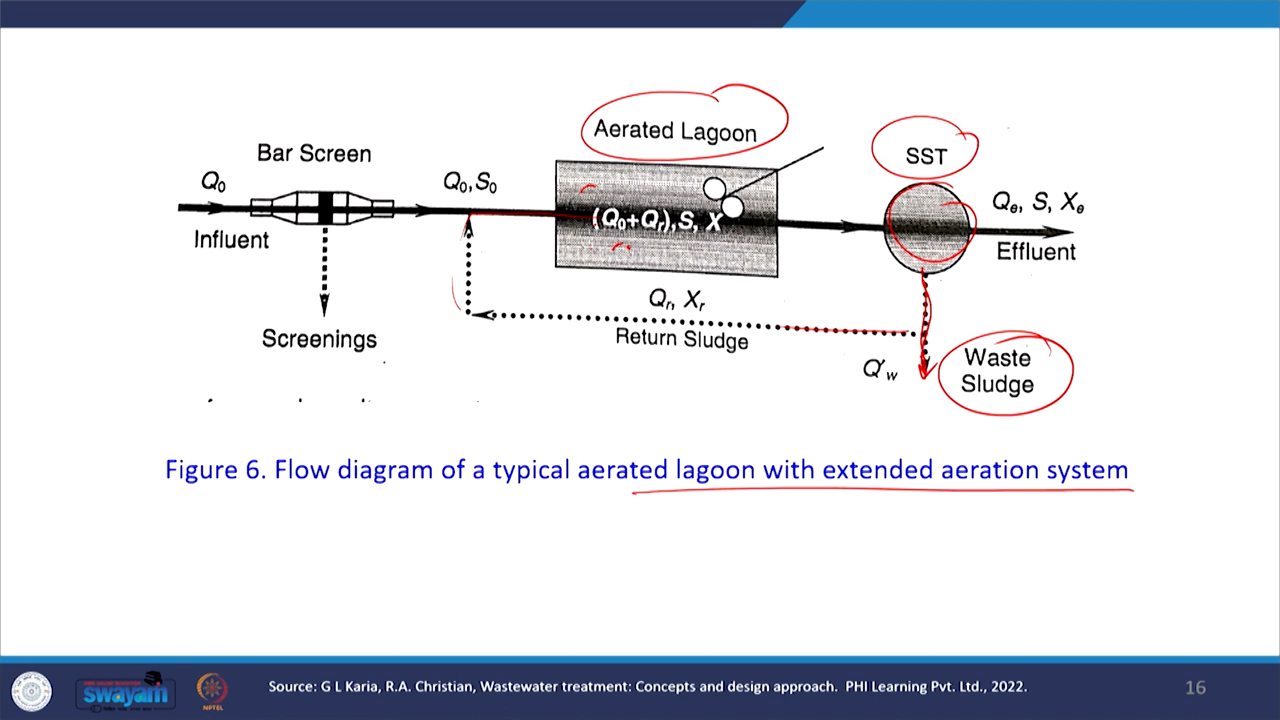 Aerated Lagoon
Bar Screen
SST
Q₀
Q₀, S₀
(Q₀+Qᵣ), S, X
Qₑ, S, Xₑ
Influent
Effluent
Qᵣ, Xᵣ
Screenings
Return Sludge
Q'w
Waste
Sludge
Figure 6. Flow diagram of a typical aerated lagoon with extended aeration system
swayam
NPTEL
Source: G L Karia, R.A. Christian, Wastewater treatment: Concepts and design approach. PHI Learning Pvt. Ltd., 2022.
16